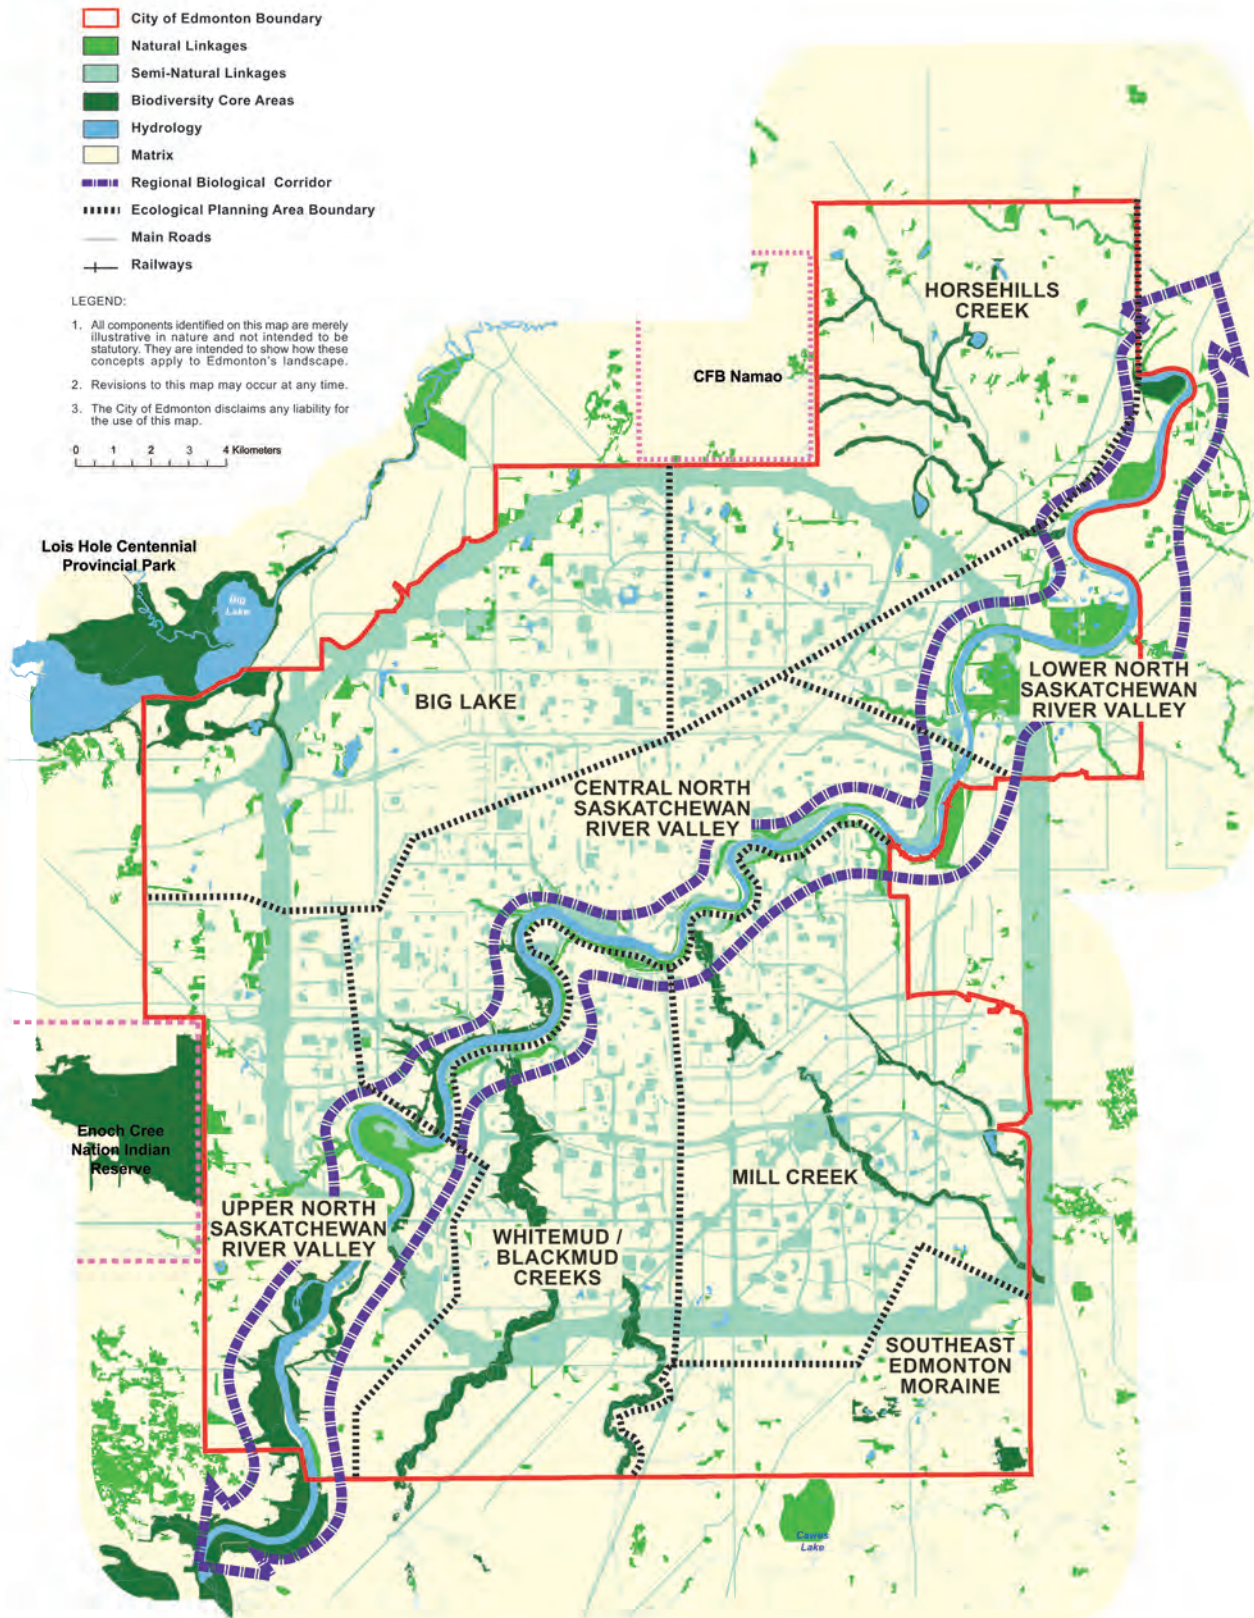 City of Edmonton Boundary
Natural Linkages
Semi-Natural Linkages
Biodiversity Core Areas
Hydrology
Matrix
Regional Biological Corridor
Ecological Planning Area Boundary
Main Roads
Railways
LEGEND:
1. All components identified on this map are merely
illustrative in nature and not intended to be
statutory. They are intended to show how these
concepts apply to Edmonton's landscape.
2. Revisions to this map may occur at any time.
3. The City of Edmonton disclaims any liability for
the use of this map.
0 1 2 3 4 Kilometers
HORSEHILLS
CREEK
CFB Namao
Lois Hole Centennial
Provincial Park
Big
Lake
BIG LAKE
LOWER NORTH
SASKATCHEWAN
RIVER VALLEY
CENTRAL NORTH
SASKATCHEWAN
RIVER VALLEY
Enoch Cree
Nation Indian
Reserve
MILL CREEK
UPPER NORTH
SASKATCHEWAN
RIVER VALLEY
WHITEMUD /
BLACKMUD
CREEKS
SOUTHEAST
EDMONTON
MORAINE
Lake